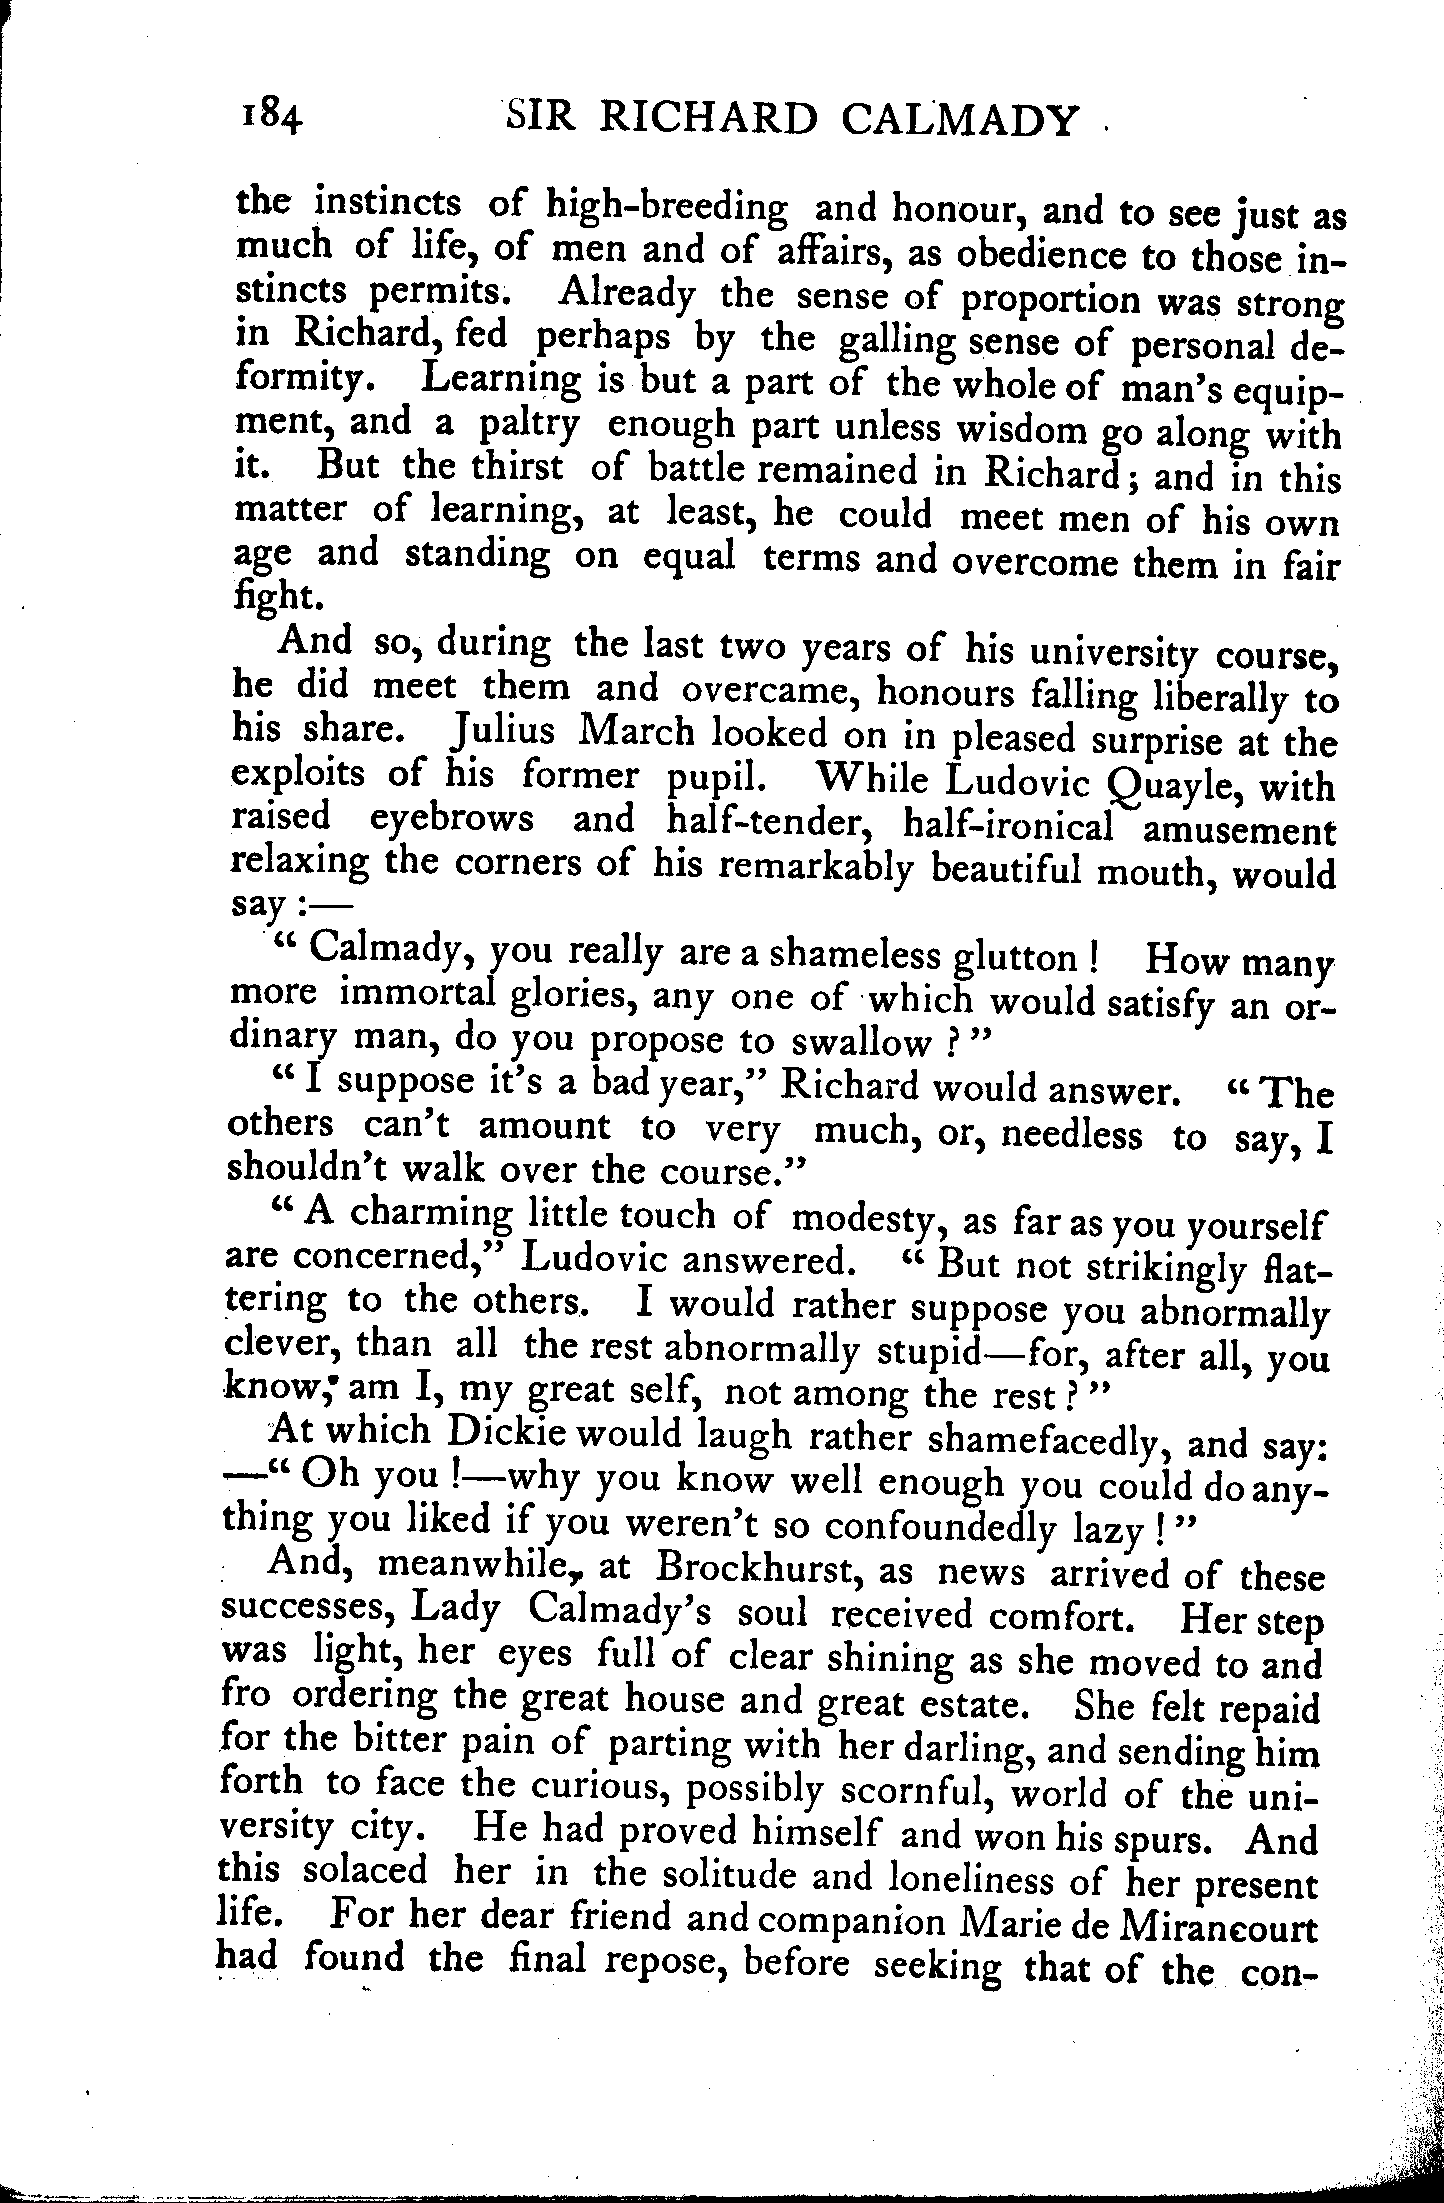 184 SIR RICHARD CALMADY
the instincts of high-breeding and honour, and to see just as
much of life, of men and of affairs, as obedience to those in-
stincts permits. Already the sense of proportion was strong
in Richard, fed perhaps by the galling sense of personal de-
formity. Learning is but a part of the whole of man's equip-
ment, and a paltry enough part unless wisdom go along with
it. But the thirst of battle remained in Richard; and in this
matter of learning, at least, he could meet men of his own
age and standing on equal terms and overcome them in fair
fight.
And so, during the last two years of his university course,
he did meet them and overcame, honours falling liberally to
his share. Julius March looked on in pleased surprise at the
exploits of his former pupil. While Ludovic Quayle, with
raised eyebrows and half-tender, half-ironical amusement
relaxing the corners of his remarkably beautiful mouth, would
say:—
"Calmady, you really are a shameless glutton! How many
more immortal glories, any one of which would satisfy an or-
dinary man, do you propose to swallow?"
"I suppose it's a bad year," Richard would answer. "The
others can't amount to very much, or, needless to say, I
shouldn't walk over the course."
"A charming little touch of modesty, as far as you yourself
are concerned," Ludovic answered. "But not strikingly flat-
tering to the others. I would rather suppose you abnormally
clever, than all the rest abnormally stupid—for, after all, you
know, am I, my great self, not among the rest?"
At which Dickie would laugh rather shamefacedly, and say:
—"Oh you!—why you know well enough you could do any-
thing you liked if you weren't so confoundedly lazy!"
And, meanwhile, at Brockhurst, as news arrived of these
successes, Lady Calmady's soul received comfort. Her step
was light, her eyes full of clear shining as she moved to and
fro ordering the great house and great estate. She felt repaid
for the bitter pain of parting with her darling, and sending him
forth to face the curious, possibly scornful, world of the uni-
versity city. He had proved himself and won his spurs. And
this solaced her in the solitude and loneliness of her present
life. For her dear friend and companion Marie de Mirancourt
had found the final repose, before seeking that of the con-